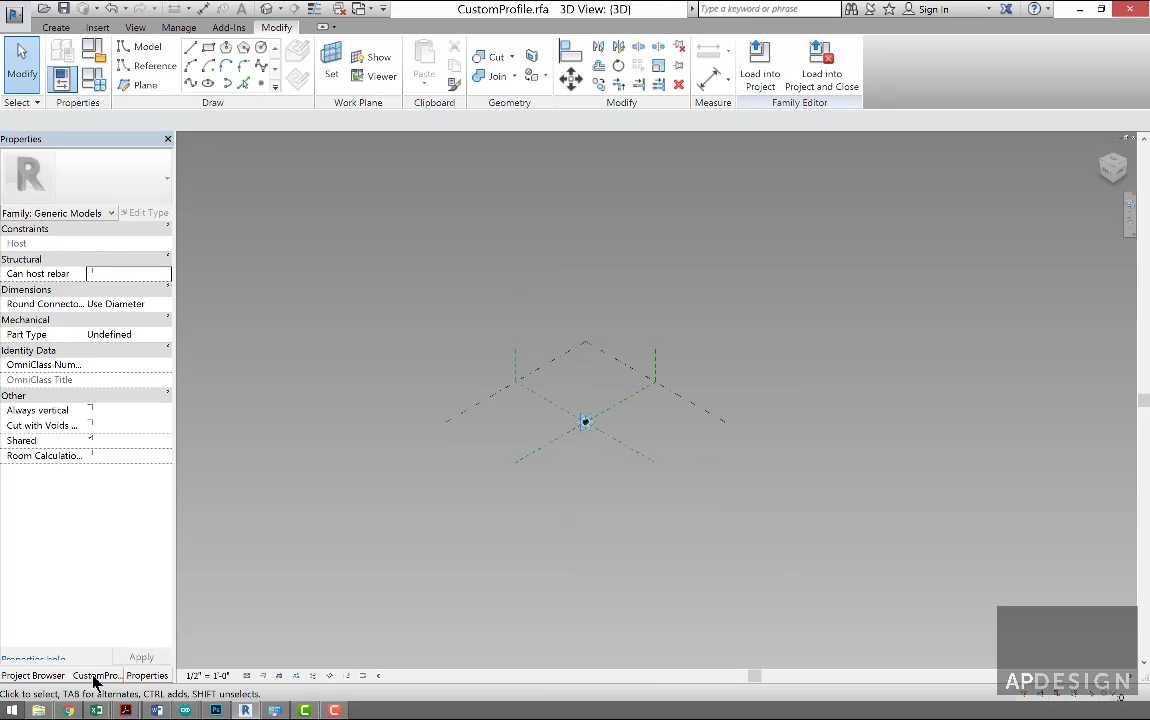 CustomProfile.rfa    3D View: {3D}
Type a keyword or phrase
Sign In
Create
Insert
View
Manage
Add-Ins
Modify
Modify
Model
Reference
Plane
Set
Show
Viewer
Paste
Cut
Join
Load into
Project
Load into
Project and Close
Select
Properties
Draw
Work Plane
Clipboard
Geometry
Modify
Measure
Family Editor
Properties
R
Family: Generic Models
Edit Type
Constraints
Host
Structural
Can host rebar
Dimensions
Round Connecto... Use Diameter
Mechanical
Part Type Undefined
Identity Data
OmniClass Num...
OmniClass Title
Other
Always vertical
Cut with Voids ...
Shared
Room Calculatio...
Properties help
Apply
Project Browser
CustomPro...
Properties
1/2" = 1'-0"
Click to select, TAB for alternates, CTRL adds, SHIFT unselects.
APDESIGN
:0